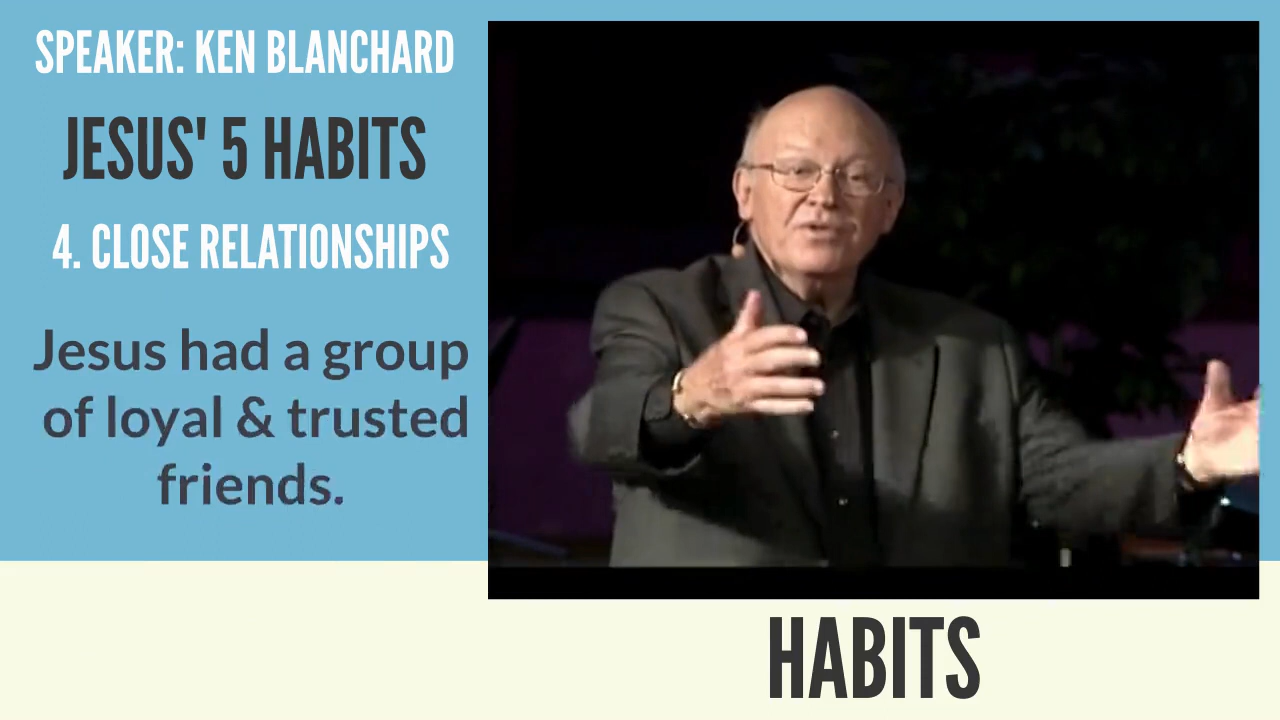 SPEAKER: KEN BLANCHARD
JESUS' 5 HABITS
4. CLOSE RELATIONSHIPS
Jesus had a group
of loyal & trusted
friends.
HABITS